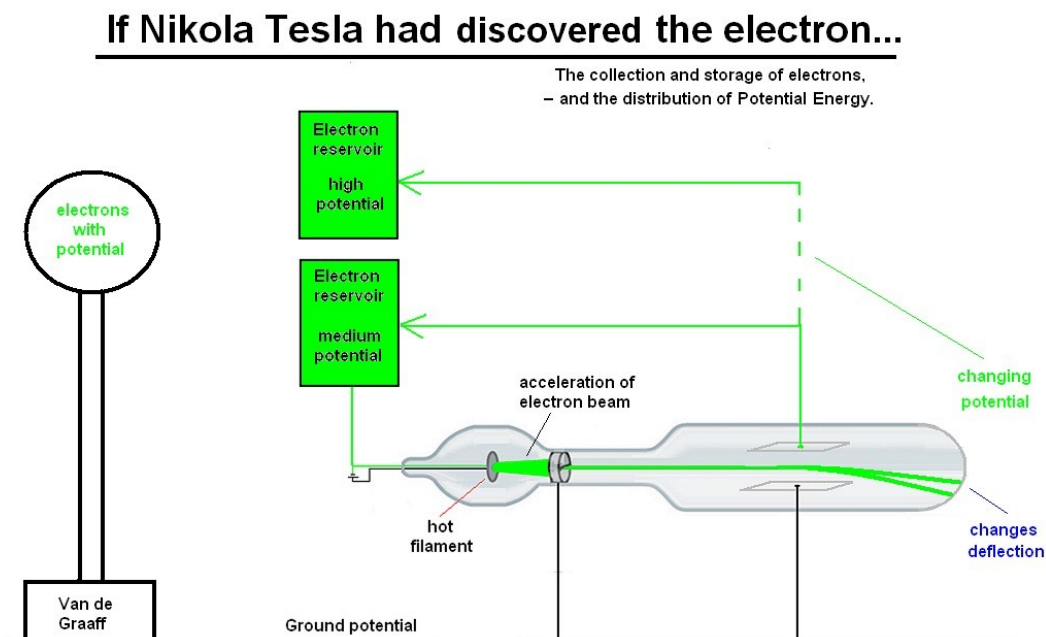 If Nikola Tesla had discovered the electron...
The collection and storage of electrons,
– and the distribution of Potential Energy.
Electron
reservoir
high
potential
electrons
with
potential
Electron
reservoir
medium
potential
changing
potential
acceleration of
electron beam
hot
filament
changes
deflection
Van de
Graaff
Ground potential